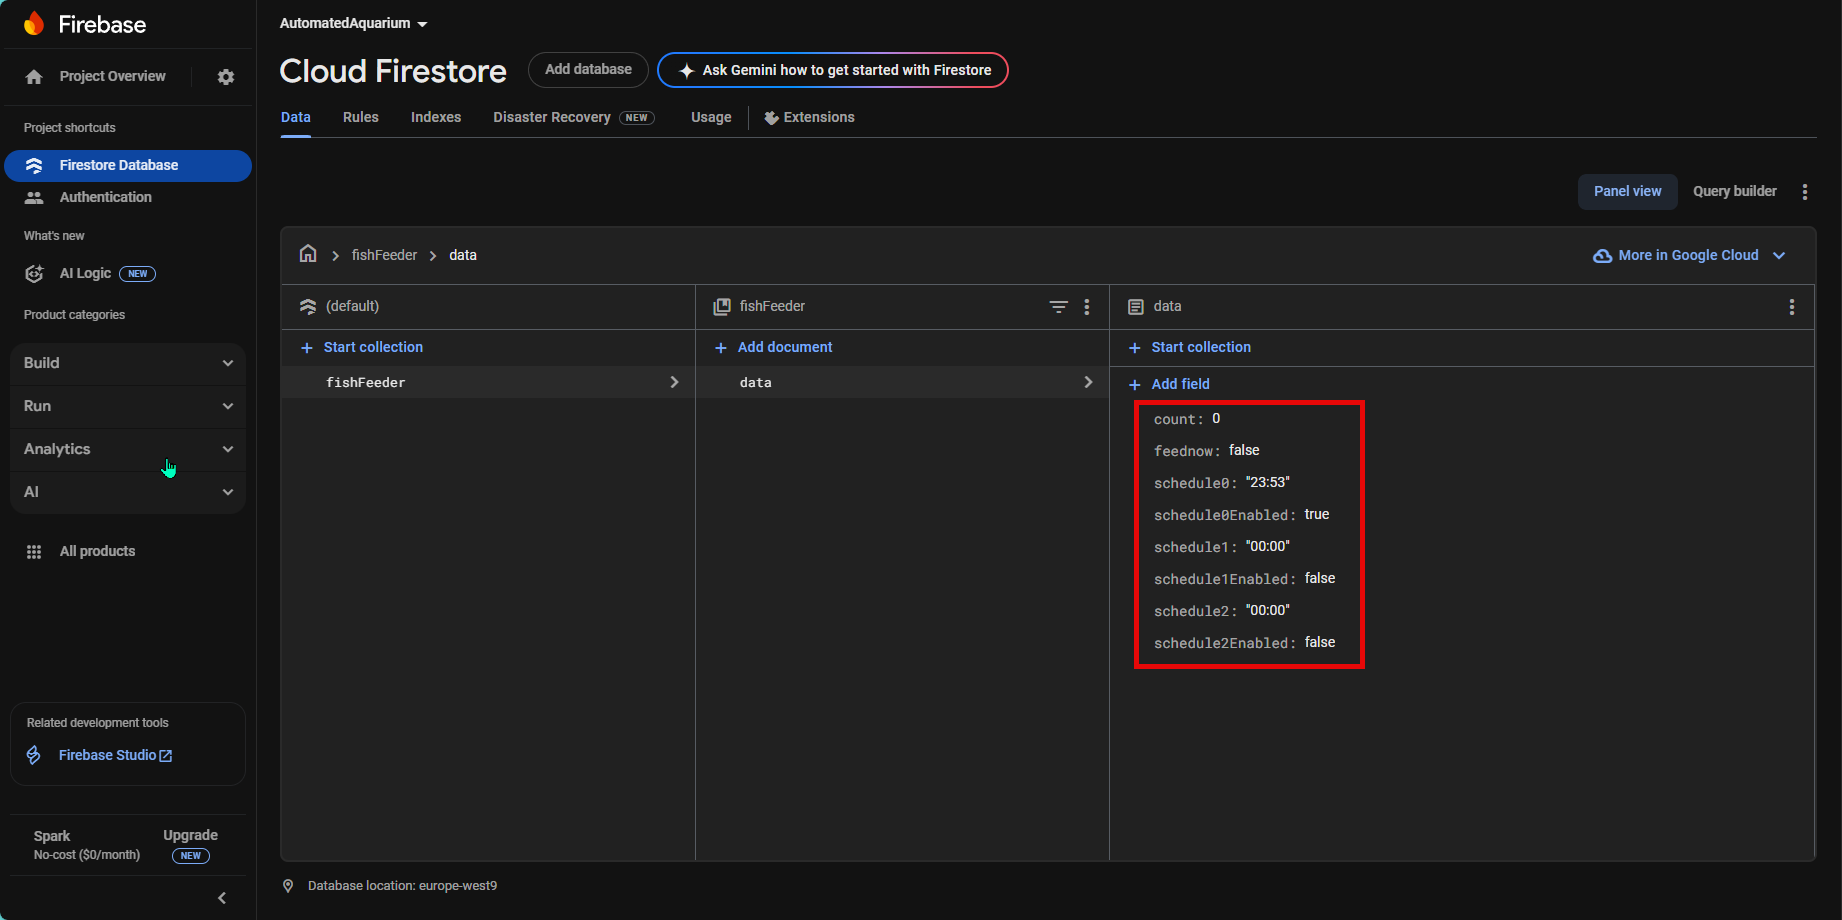 Firebase
Project Overview
Project shortcuts
Firestore Database
Authentication
What's new
AI Logic NEW
Product categories
Build
Run
Analytics
AI
All products
Related development tools
Firebase Studio
Spark
No-cost ($0/month)
Upgrade
NEW
AutomatedAquarium
Cloud Firestore
Add database
Ask Gemini how to get started with Firestore
Data Rules Indexes Disaster Recovery NEW Usage Extensions
Panel view Query builder
fishFeeder data
More in Google Cloud
(default)
Start collection
fishFeeder
fishFeeder
Add document
data
data
Start collection
Add field
count: 0
feednow: false
schedule0: "23:53"
schedule0Enabled: true
schedule1: "00:00"
schedule1Enabled: false
schedule2: "00:00"
schedule2Enabled: false
Database location: europe-west9